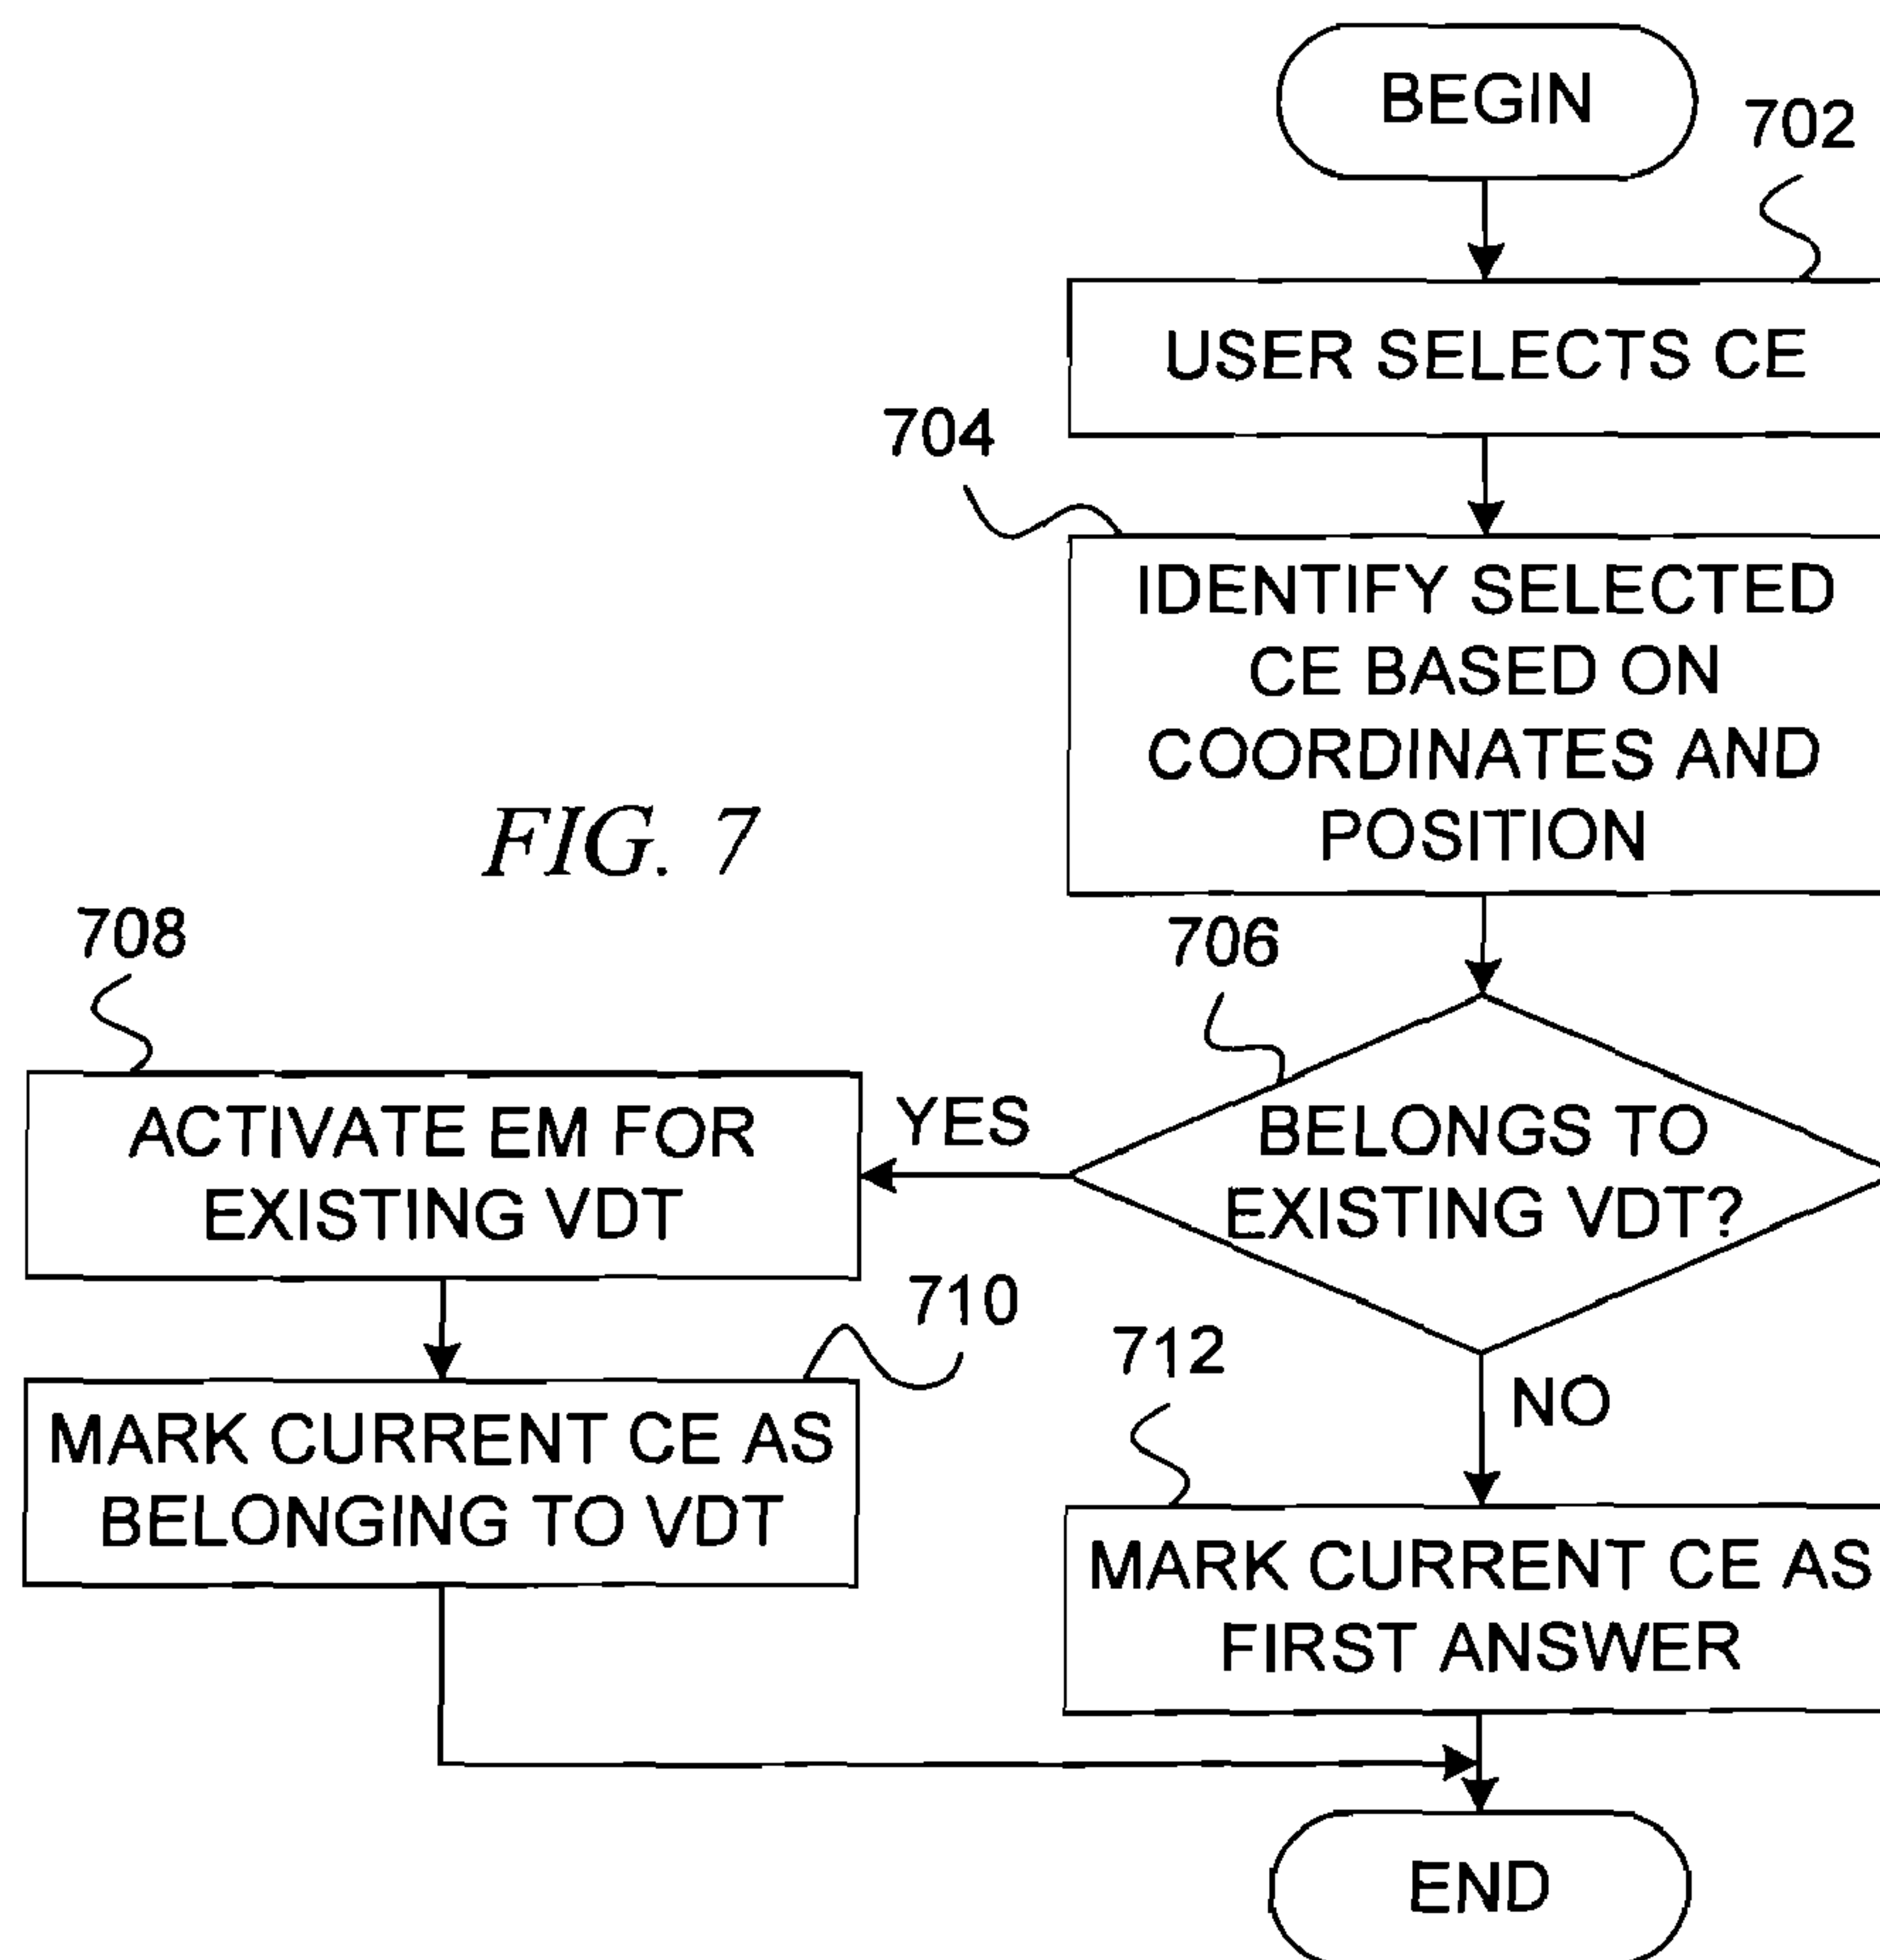 BEGIN
702
USER SELECTS CE
704
IDENTIFY SELECTED
CE BASED ON
COORDINATES AND
POSITION
FIG. 7
706
BELONGS TO
EXISTING VDT?
YES
708
ACTIVATE EM FOR
EXISTING VDT
710
MARK CURRENT CE AS
BELONGING TO VDT
NO
712
MARK CURRENT CE AS
FIRST ANSWER
END